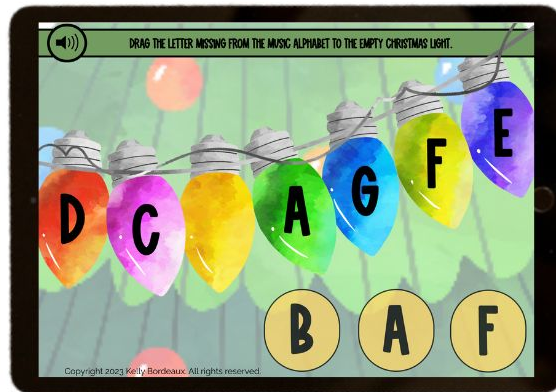 DRAG THE LETTER MISSING FROM THE MUSIC ALPHABET TO THE EMPTY CHRISTMAS LIGHT.
D C A G F E
B A F
Copyright 2023 Kelly Bordeaux. All rights reserved.